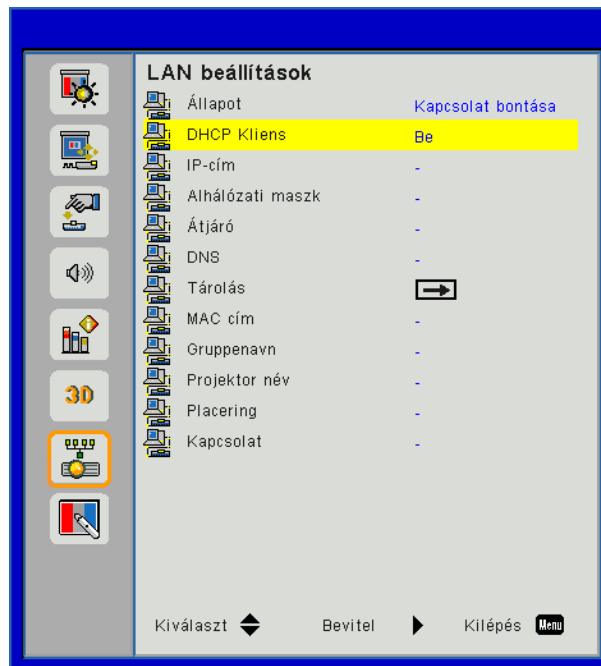 LAN beállítások
Állapot Kapcsolat bontása
DHCP Kliens Be
IP-cím -
Alhálózati maszk -
Átjáró -
DNS -
Tárolás
MAC cím -
Gruppenavn -
Projektor név -
Placering -
Kapcsolat -
3D
Kiválaszt Bevitel Kilépés Menu